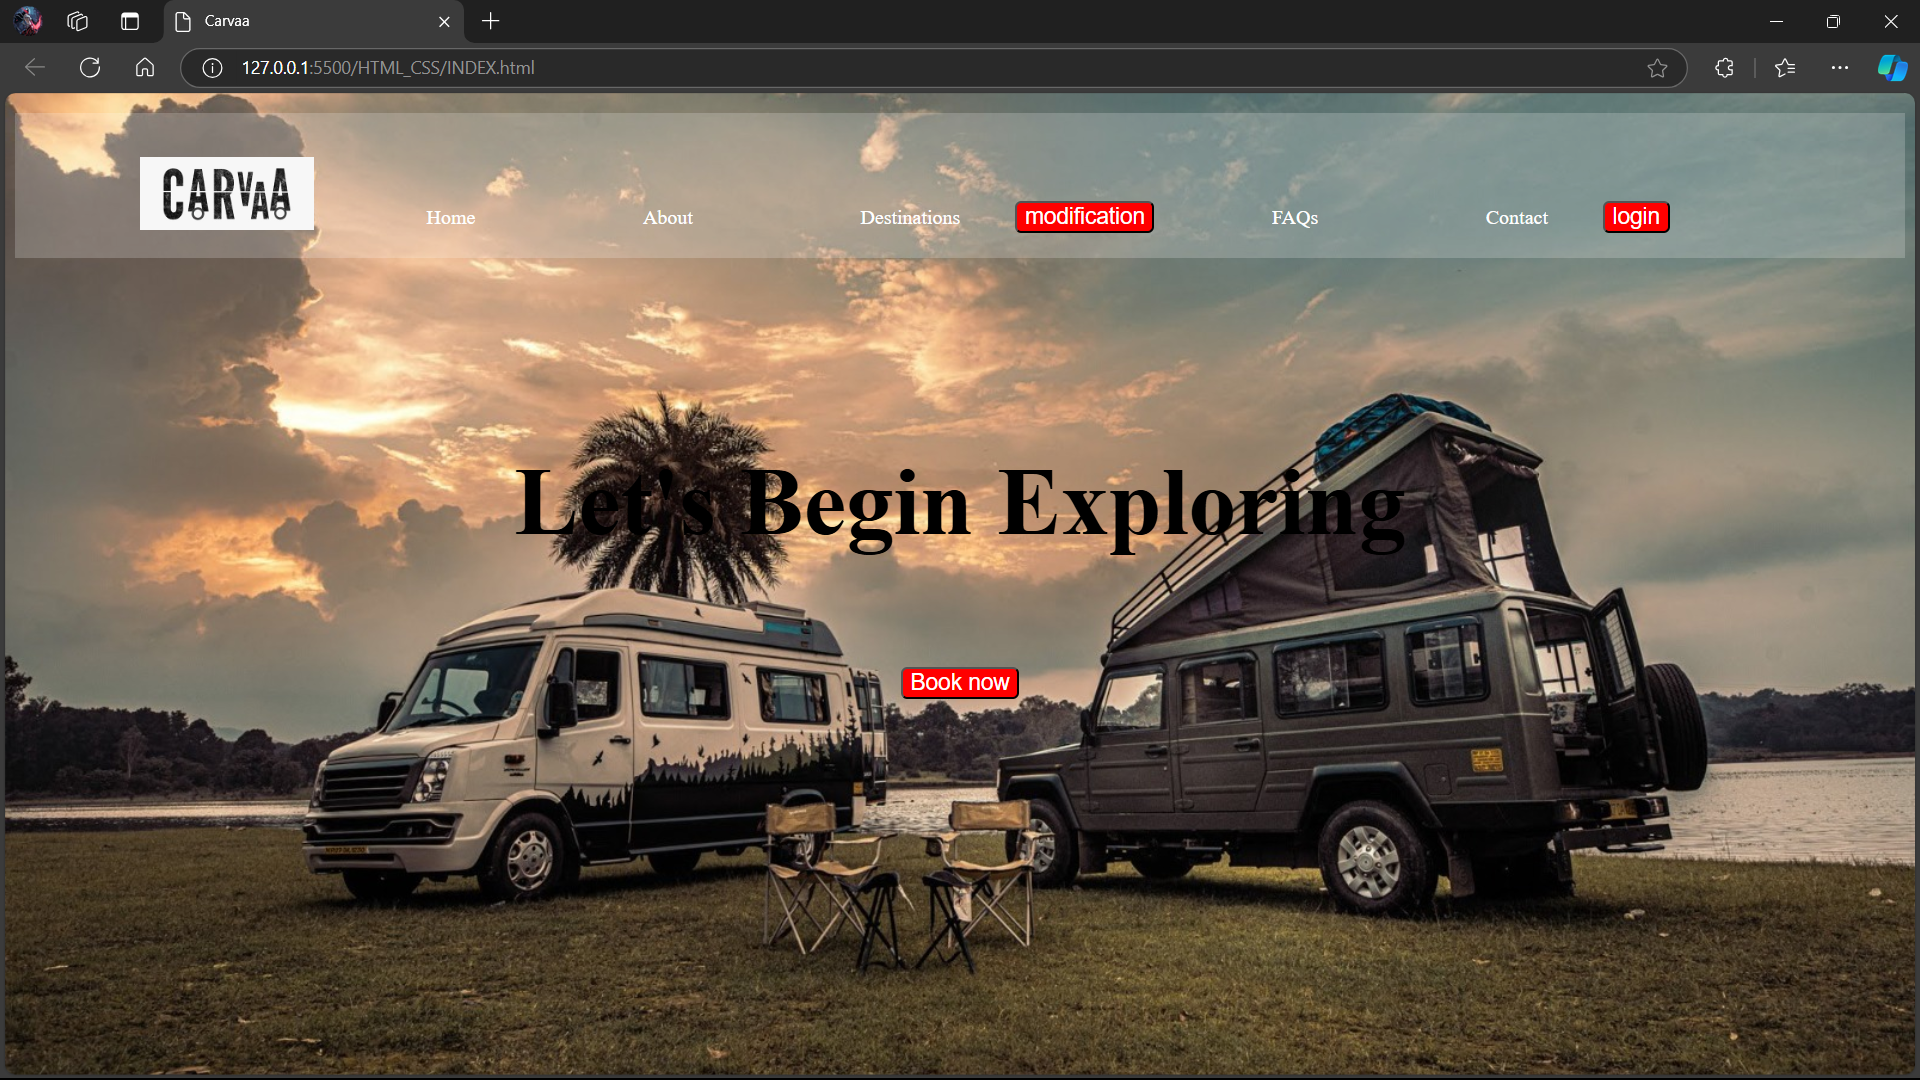 Carvaa
127.0.0.1:5500/HTML_CSS/INDEX.html
CARVAA
Home About Destinations modification FAQs Contact login
Let's Begin Exploring
Book now